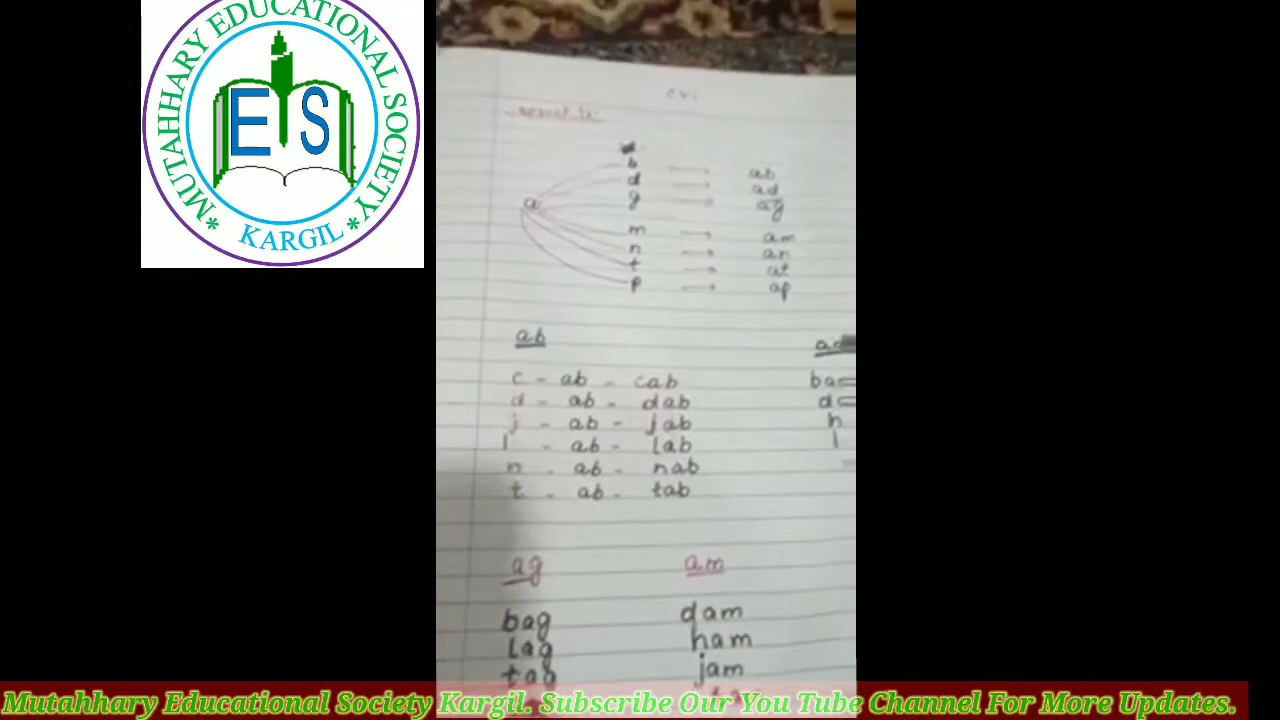 MUTAHHARY EDUCATIONAL SOCIETY
* KARGIL *
E S
a
b → ab
d → ad
g → ag
m → am
n → an
t → at
p → ap
ab
c - ab - cab
d - ab - dab
j - ab - jab
l - ab - lab
n - ab - nab
t - ab - tab
ba
d
h
l
ag am
bag dam
lag ham
tag jam
Mutahhary Educational Society Kargil. Subscribe Our You Tube Channel For More Updates.